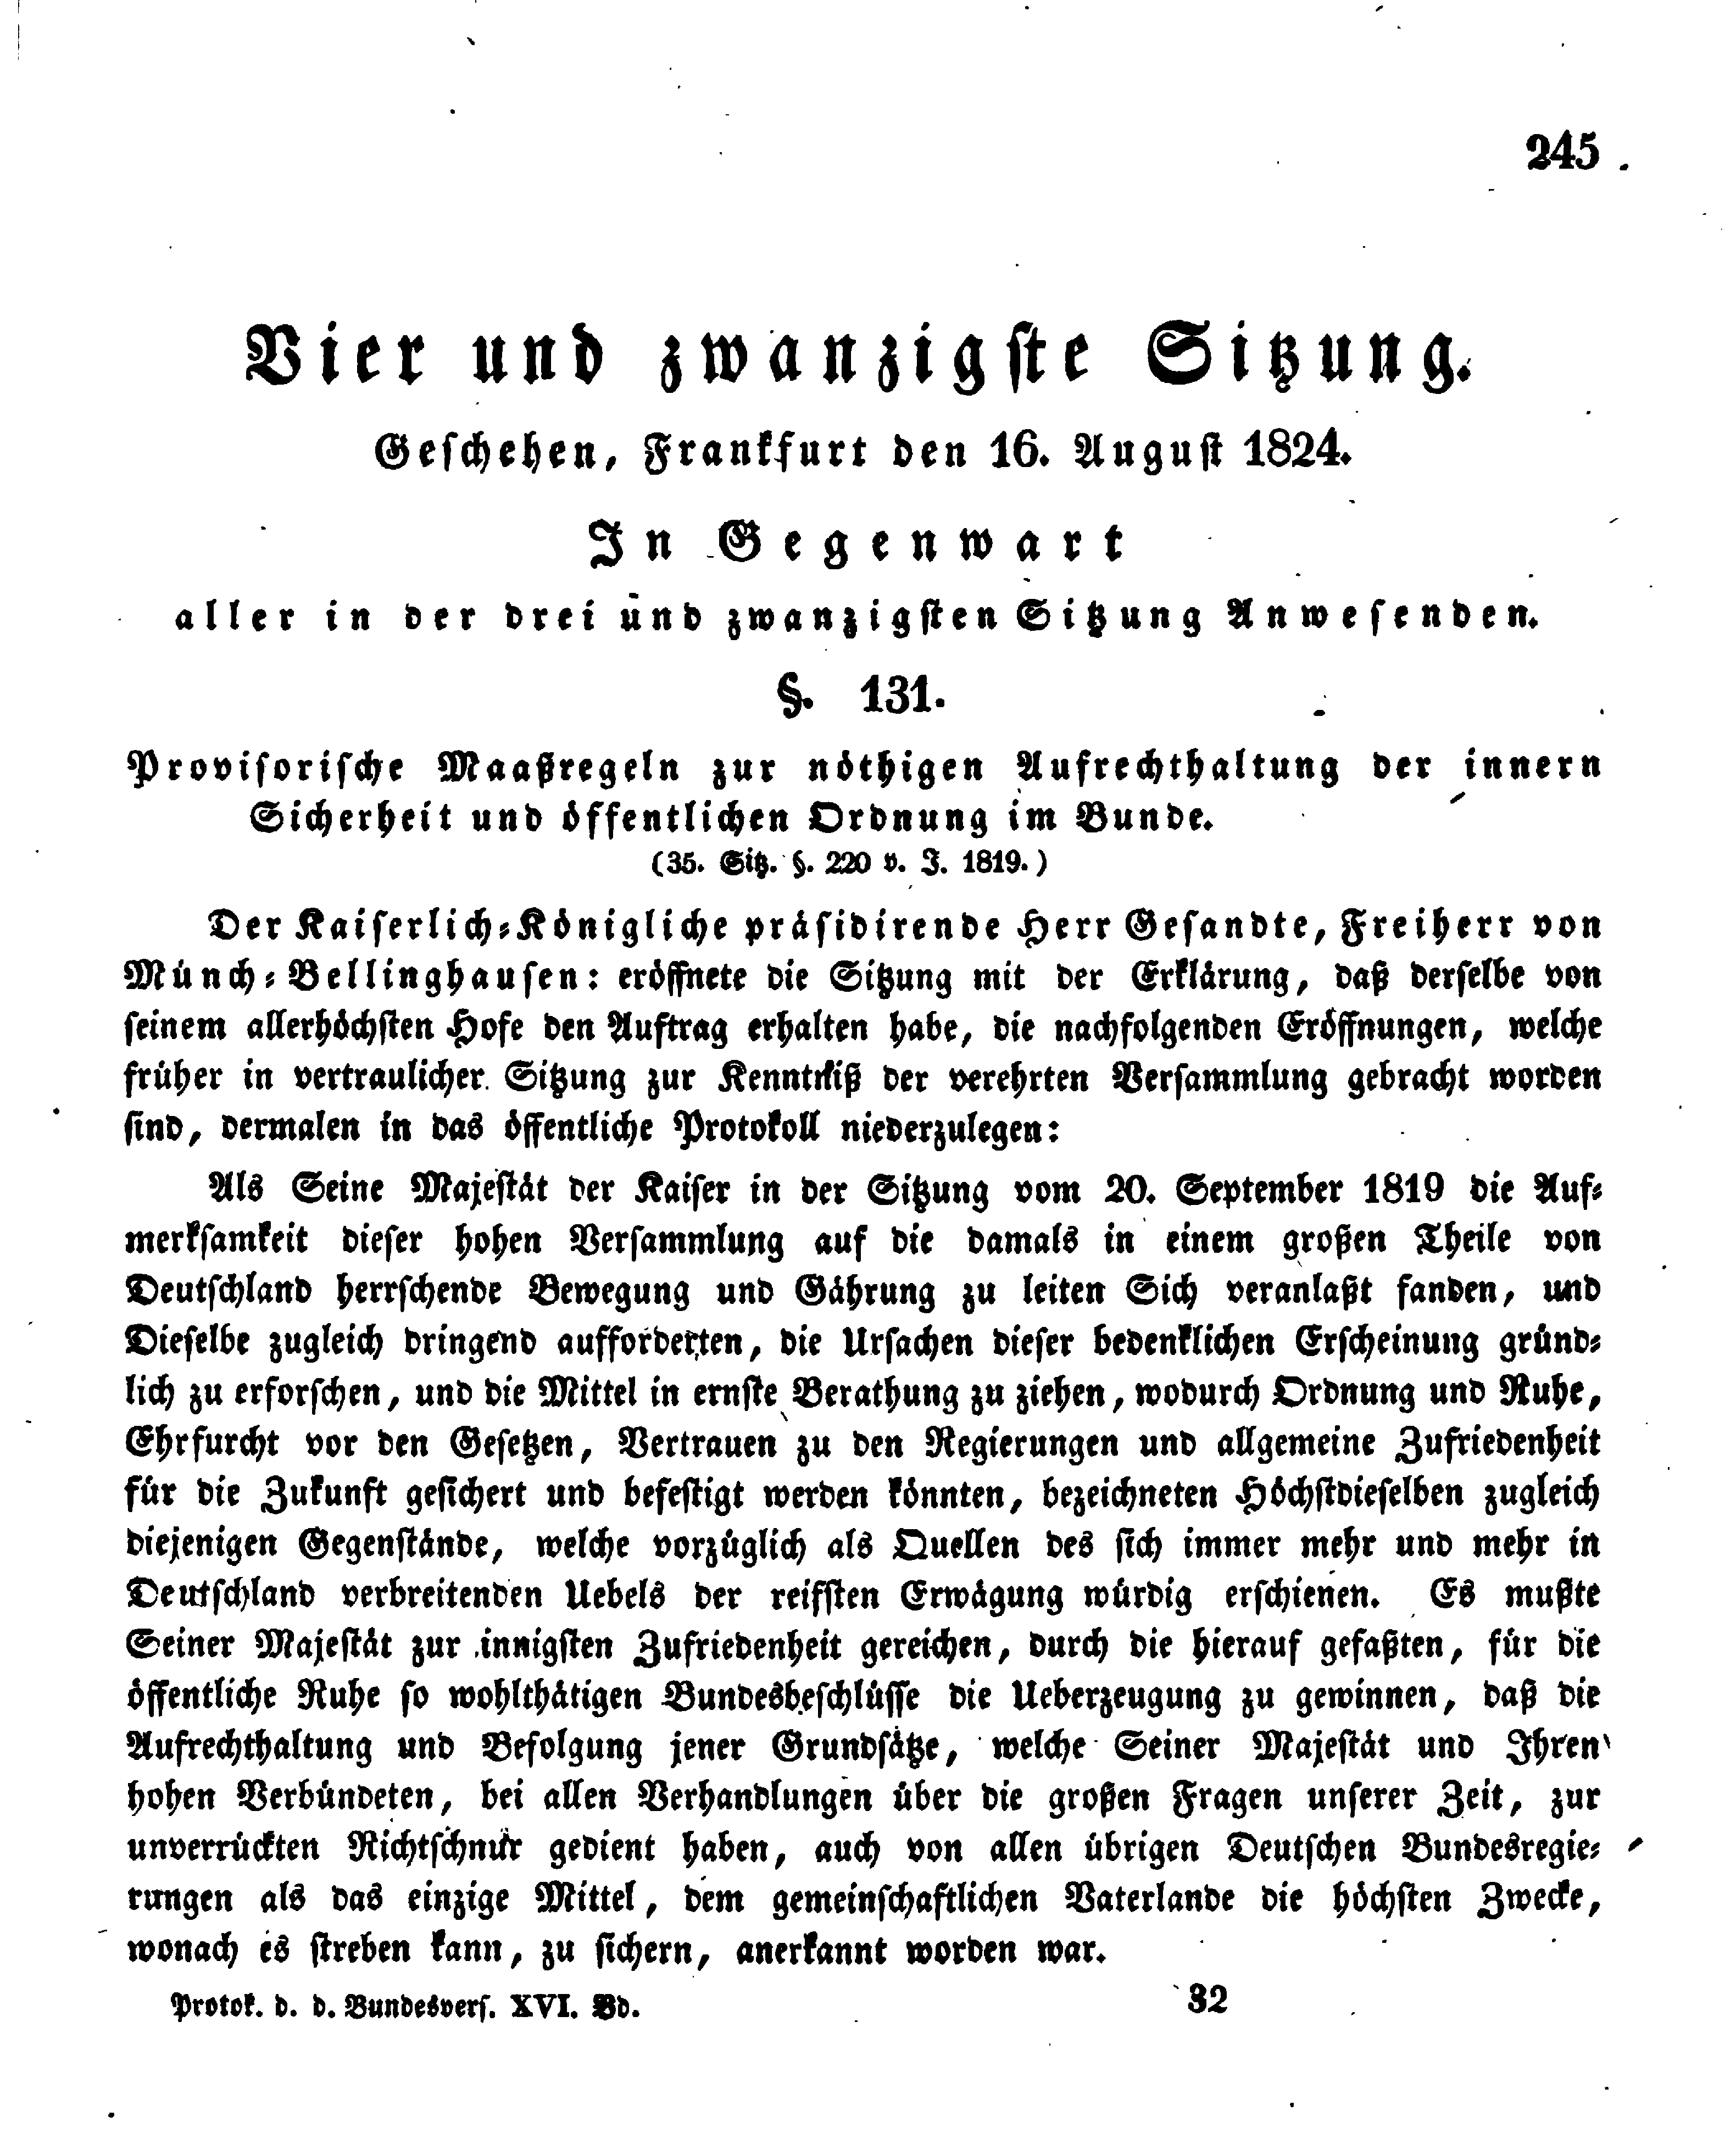 245
Vier und zwanzigste Sitzung.
Geschehen, Frankfurt den 16. August 1824.
In Gegenwart
aller in der drei und zwanzigsten Sitzung Anwesenden.
§. 131.
Provisorische Maaßregeln zur nöthigen Aufrechthaltung der innern
Sicherheit und öffentlichen Ordnung im Bunde.
(35. Sitz. §. 220 v. J. 1819.)
Der Kaiserlich-Königliche präsidirende Herr Gesandte, Freiherr von
Münch-Bellinghausen: eröffnete die Sitzung mit der Erklärung, daß derselbe von
seinem allerhöchsten Hofe den Auftrag erhalten habe, die nachfolgenden Eröffnungen, welche
früher in vertraulicher Sitzung zur Kenntniß der verehrten Versammlung gebracht worden
sind, dermalen in das öffentliche Protokoll niederzulegen:
Als Seine Majestät der Kaiser in der Sitzung vom 20. September 1819 die Auf-
merksamkeit dieser hohen Versammlung auf die damals in einem großen Theile von
Deutschland herrschende Bewegung und Gährung zu leiten Sich veranlaßt fanden, und
Dieselbe zugleich dringend aufforderten, die Ursachen dieser bedenklichen Erscheinung gründ-
lich zu erforschen, und die Mittel in ernste Berathung zu ziehen, wodurch Ordnung und Ruhe,
Ehrfurcht vor den Gesetzen, Vertrauen zu den Regierungen und allgemeine Zufriedenheit
für die Zukunft gesichert und befestigt werden könnten, bezeichneten Höchstdieselben zugleich
diejenigen Gegenstände, welche vorzüglich als Quellen des sich immer mehr und mehr in
Deutschland verbreitenden Uebels der reifsten Erwägung würdig erschienen. Es mußte
Seiner Majestät zur innigsten Zufriedenheit gereichen, durch die hierauf gefaßten, für die
öffentliche Ruhe so wohlthätigen Bundesbeschlüsse die Ueberzeugung zu gewinnen, daß die
Aufrechthaltung und Befolgung jener Grundsätze, welche Seiner Majestät und Ihren
hohen Verbündeten, bei allen Verhandlungen über die großen Fragen unserer Zeit, zur
unverrückten Richtschnur gedient haben, auch von allen übrigen Deutschen Bundesregie-
rungen als das einzige Mittel, dem gemeinschaftlichen Vaterlande die höchsten Zwecke,
wonach es streben kann, zu sichern, anerkannt worden war.
Protok. d. d. Bundesvers. XVI. Bd. 32